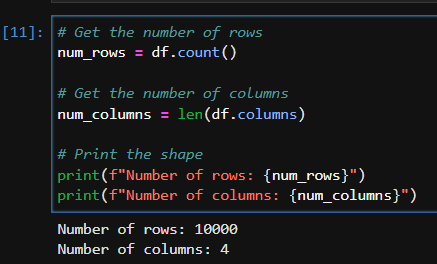 [11]: # Get the number of rows
num_rows = df.count()
# Get the number of columns
num_columns = len(df.columns)
# Print the shape
print(f"Number of rows: {num_rows}")
print(f"Number of columns: {num_columns}")
Number of rows: 10000
Number of columns: 4